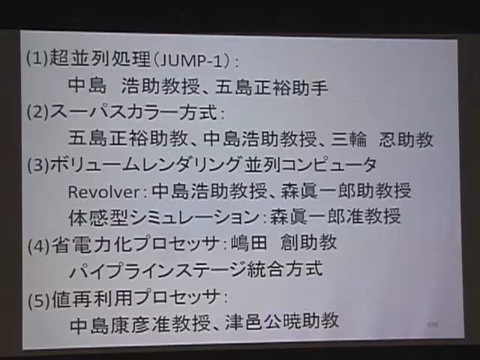 (1)超並列処理(JUMP-1):
中島 浩助教授、五島正裕助手
(2)スーパスカラー方式:
五島正裕助教、中島浩助教授、三輪 忍助教
(3)ボリュームレンダリング並列コンピュータ
Revolver:中島浩助教授、森眞一郎助教授
体感型シミュレーション:森眞一郎准教授
(4)省電力化プロセッサ:嶋田 創助教
パイプラインステージ統合方式
(5)値再利用プロセッサ:
中島康彦准教授、津邑公暁助教